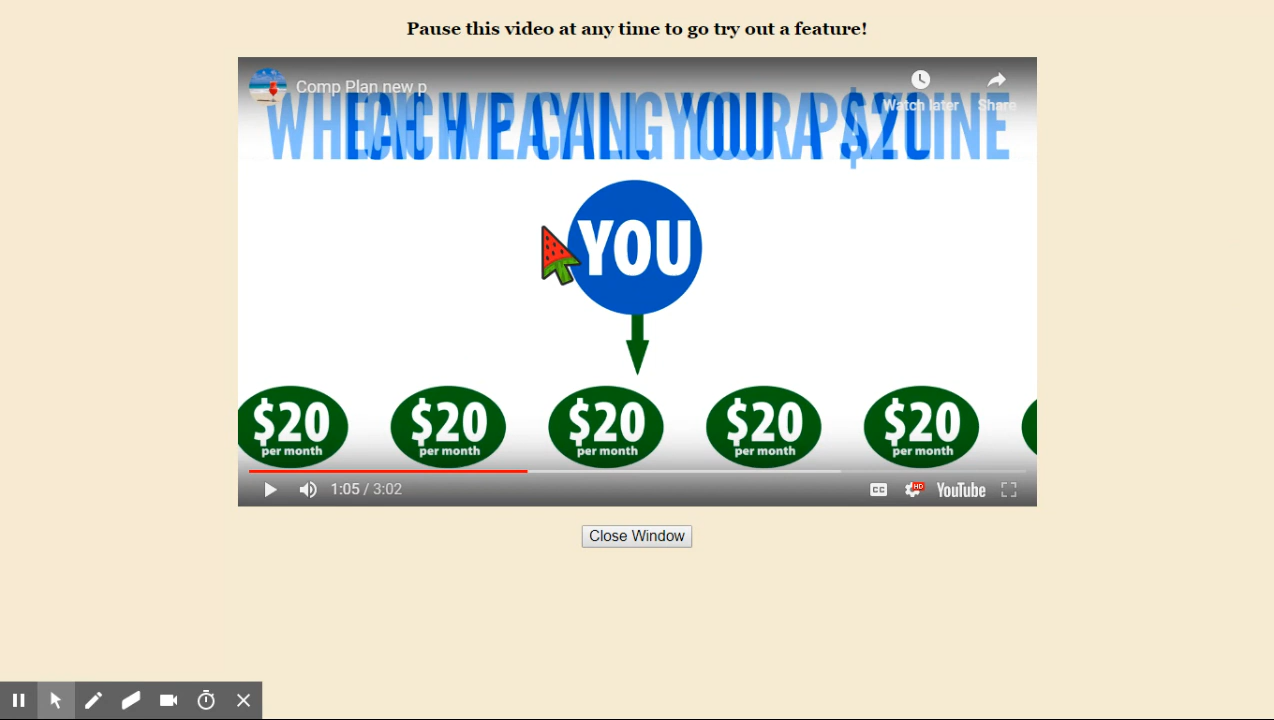 Pause this video at any time to go try out a feature!
Comp Plan new p
Watch later
Share
YOU
$20 $20 $20 $20 $20
per month per month per month per month per month
1:05 / 3:02
CC
HD
YouTube
Close Window